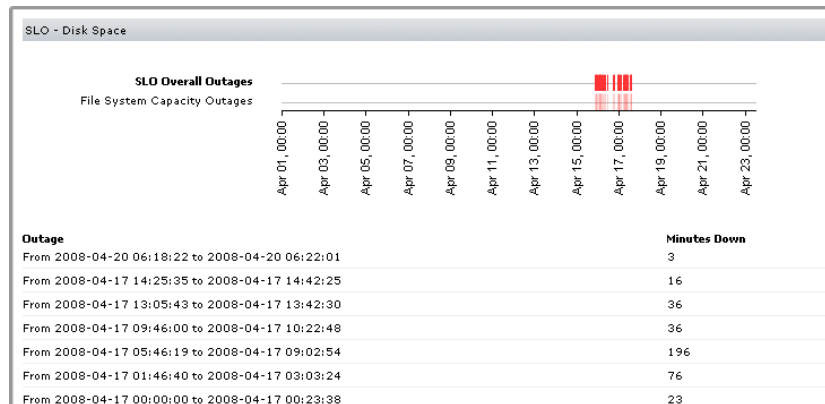 SLO - Disk Space
SLO Overall Outages
File System Capacity Outages
Apr 01, 00:00
Apr 03, 00:00
Apr 05, 00:00
Apr 07, 00:00
Apr 09, 00:00
Apr 11, 00:00
Apr 13, 00:00
Apr 15, 00:00
Apr 17, 00:00
Apr 19, 00:00
Apr 21, 00:00
Apr 23, 00:00
Outage Minutes Down
From 2008-04-20 06:18:22 to 2008-04-20 06:22:01 3
From 2008-04-17 14:25:35 to 2008-04-17 14:42:25 16
From 2008-04-17 13:05:43 to 2008-04-17 13:42:30 36
From 2008-04-17 09:46:00 to 2008-04-17 10:22:48 36
From 2008-04-17 05:46:19 to 2008-04-17 09:02:54 196
From 2008-04-17 01:46:40 to 2008-04-17 03:03:24 76
From 2008-04-17 00:00:00 to 2008-04-17 00:23:38 23